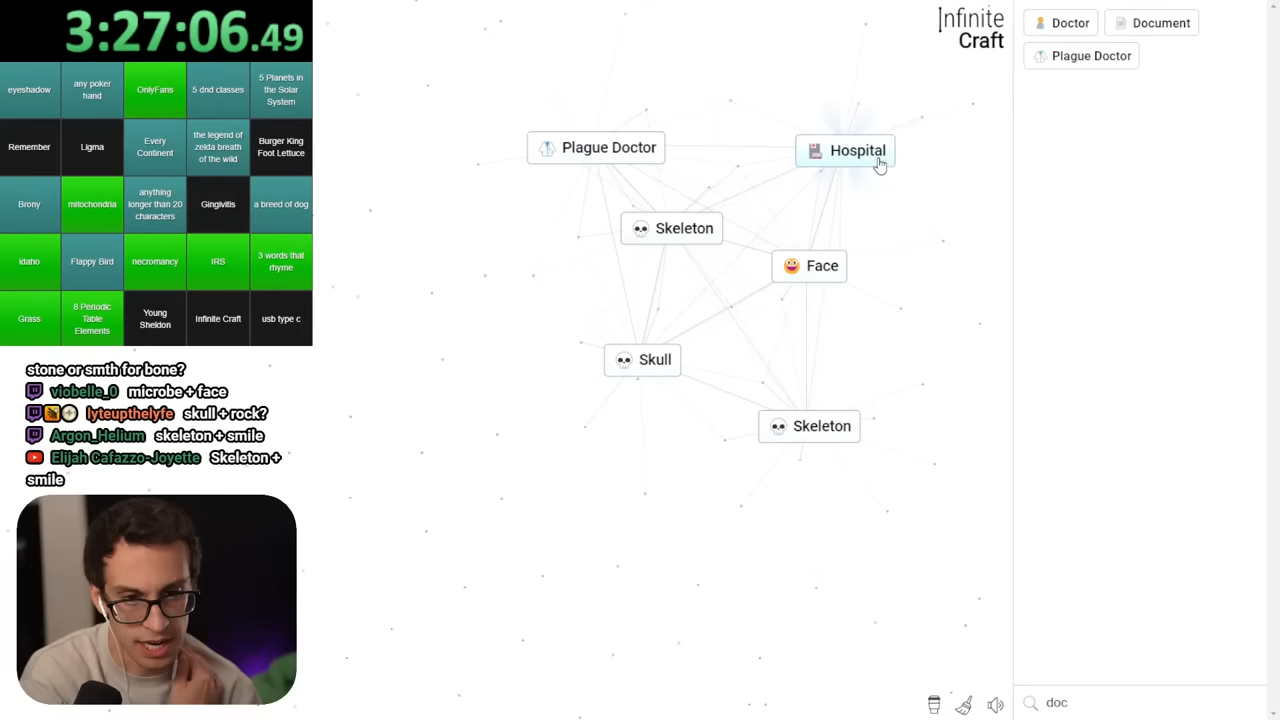 3:27:06.49
eyeshadow
any poker
hand
OnlyFans
5 dnd classes
5 Planets in
the Solar
System
Remember
Ligma
Every
Continent
the legend of
zelda breath
of the wild
Burger King
Foot Lettuce
Brony
mitochondria
anything
longer than 20
characters
Gingivitis
a breed of dog
idaho
Flappy Bird
necromancy
IRS
3 words that
rhyme
Grass
8 Periodic
Table
Elements
Young
Sheldon
Infinite Craft
usb type c
stone or smth for bone?
viobelle_0 microbe + face
lyteupthelyfe skull + rock?
Argon_Helium skeleton + smile
Elijah Cafazzo-Joyette Skeleton +
smile
Infinite
Craft
Plague Doctor
Hospital
Skeleton
Face
Skull
Skeleton
Doctor
Document
Plague Doctor
doc